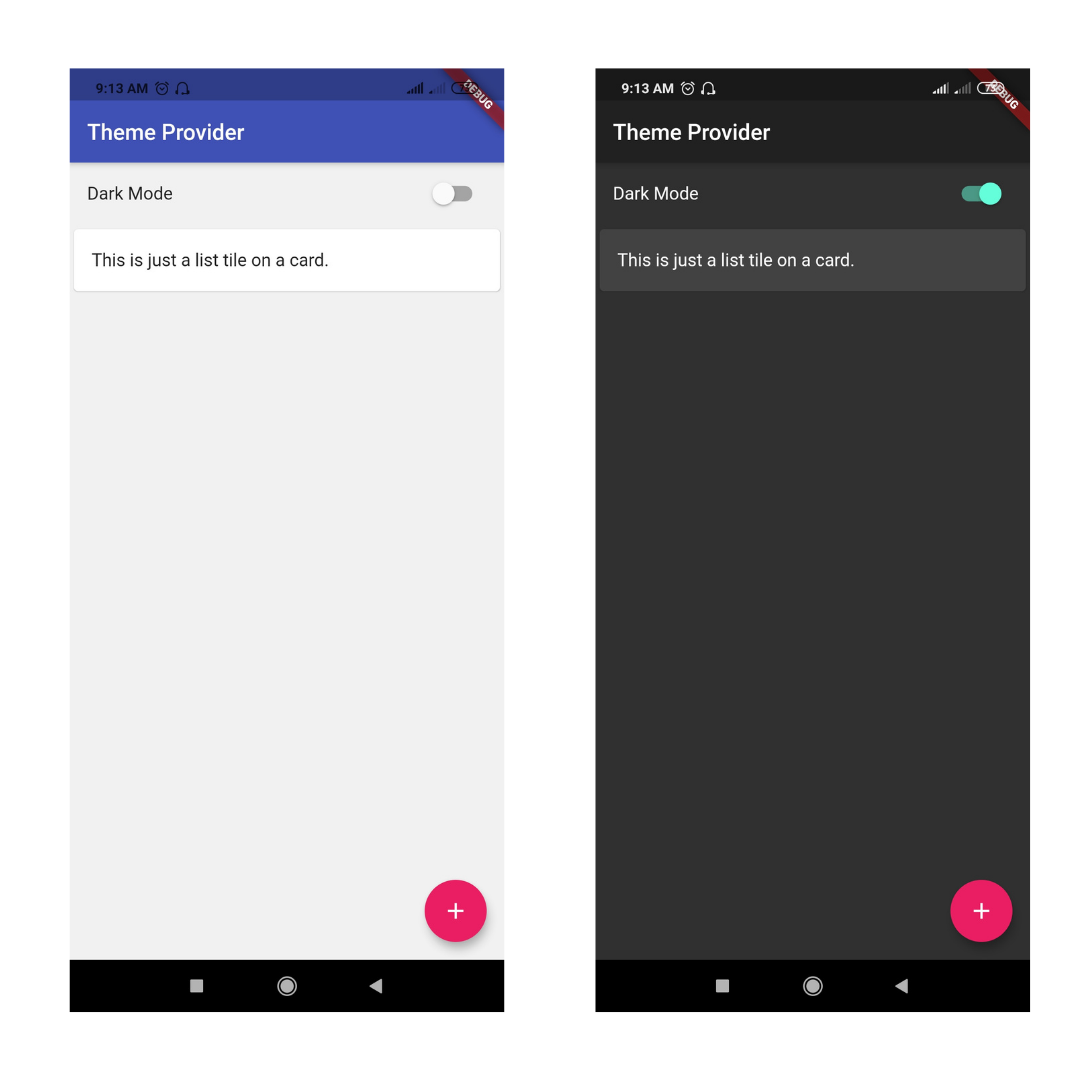 9:13 AM
DEBUG
Theme Provider
Dark Mode
This is just a list tile on a card.
9:13 AM
DEBUG
Theme Provider
Dark Mode
This is just a list tile on a card.